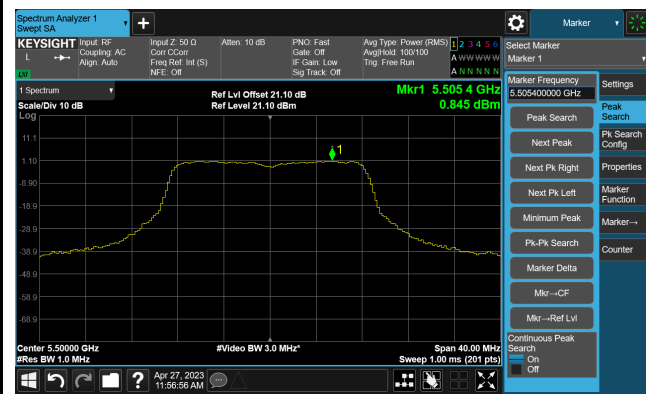 Spectrum Analyzer 1
Swept SA
+
Marker
KEYSIGHT
L
LXI
Input: RF
Coupling: AC
Align: Auto
Input Z: 50 Ω
Corr CCorr
Freq Ref: Int (S)
NFE: Off
Atten: 10 dB
PNO: Fast
Gate: Off
IF Gain: Low
Sig Track: Off
Avg Type: Power (RMS)
Avg|Hold: 100/100
Trig: Free Run
1 2 3 4 5 6
A W W W W W
A N N N N N
Select Marker
Marker 1
1 Spectrum
Scale/Div 10 dB
Log
Ref Lvl Offset 21.10 dB
Ref Level 21.10 dBm
Mkr1 5.505 4 GHz
0.845 dBm
11.1
1.10
-8.90
-18.9
-28.9
-38.9
-48.9
-58.9
-68.9
1
Center 5.50000 GHz
#Res BW 1.0 MHz
#Video BW 3.0 MHz*
Span 40.00 MHz
Sweep 1.00 ms (201 pts)
Marker Frequency
5.505400000 GHz
Peak Search
Next Peak
Next Pk Right
Next Pk Left
Minimum Peak
Pk-Pk Search
Marker Delta
Mkr→CF
Mkr→Ref Lvl
Continuous Peak
Search
On
Off
Settings
Peak
Search
Pk Search
Config
Properties
Marker
Function
Marker→
Counter
?
Apr 27, 2023
11:56:56 AM